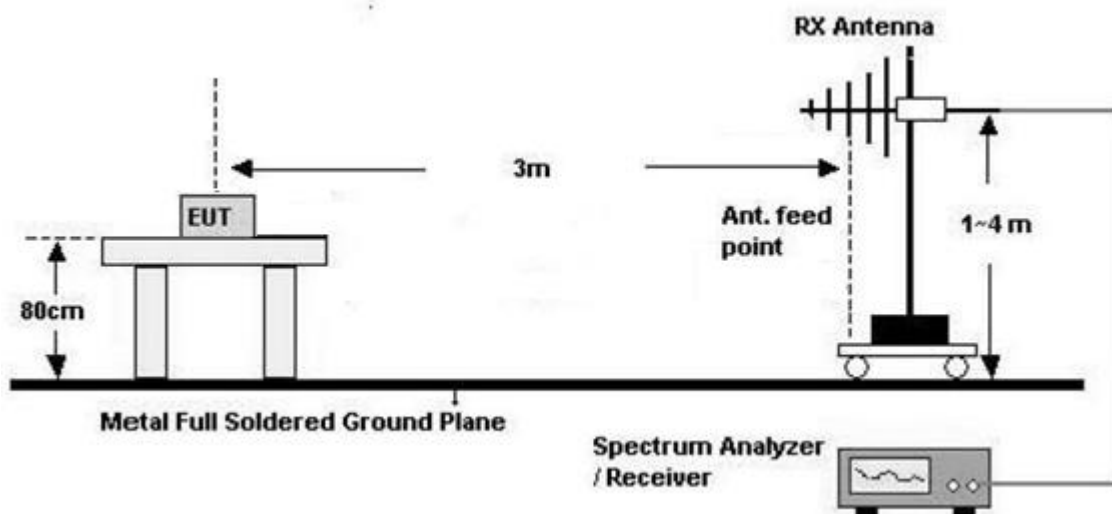 RX Antenna
3m
EUT
Ant. feed
point
1~4 m
80cm
Metal Full Soldered Ground Plane
Spectrum Analyzer
/ Receiver